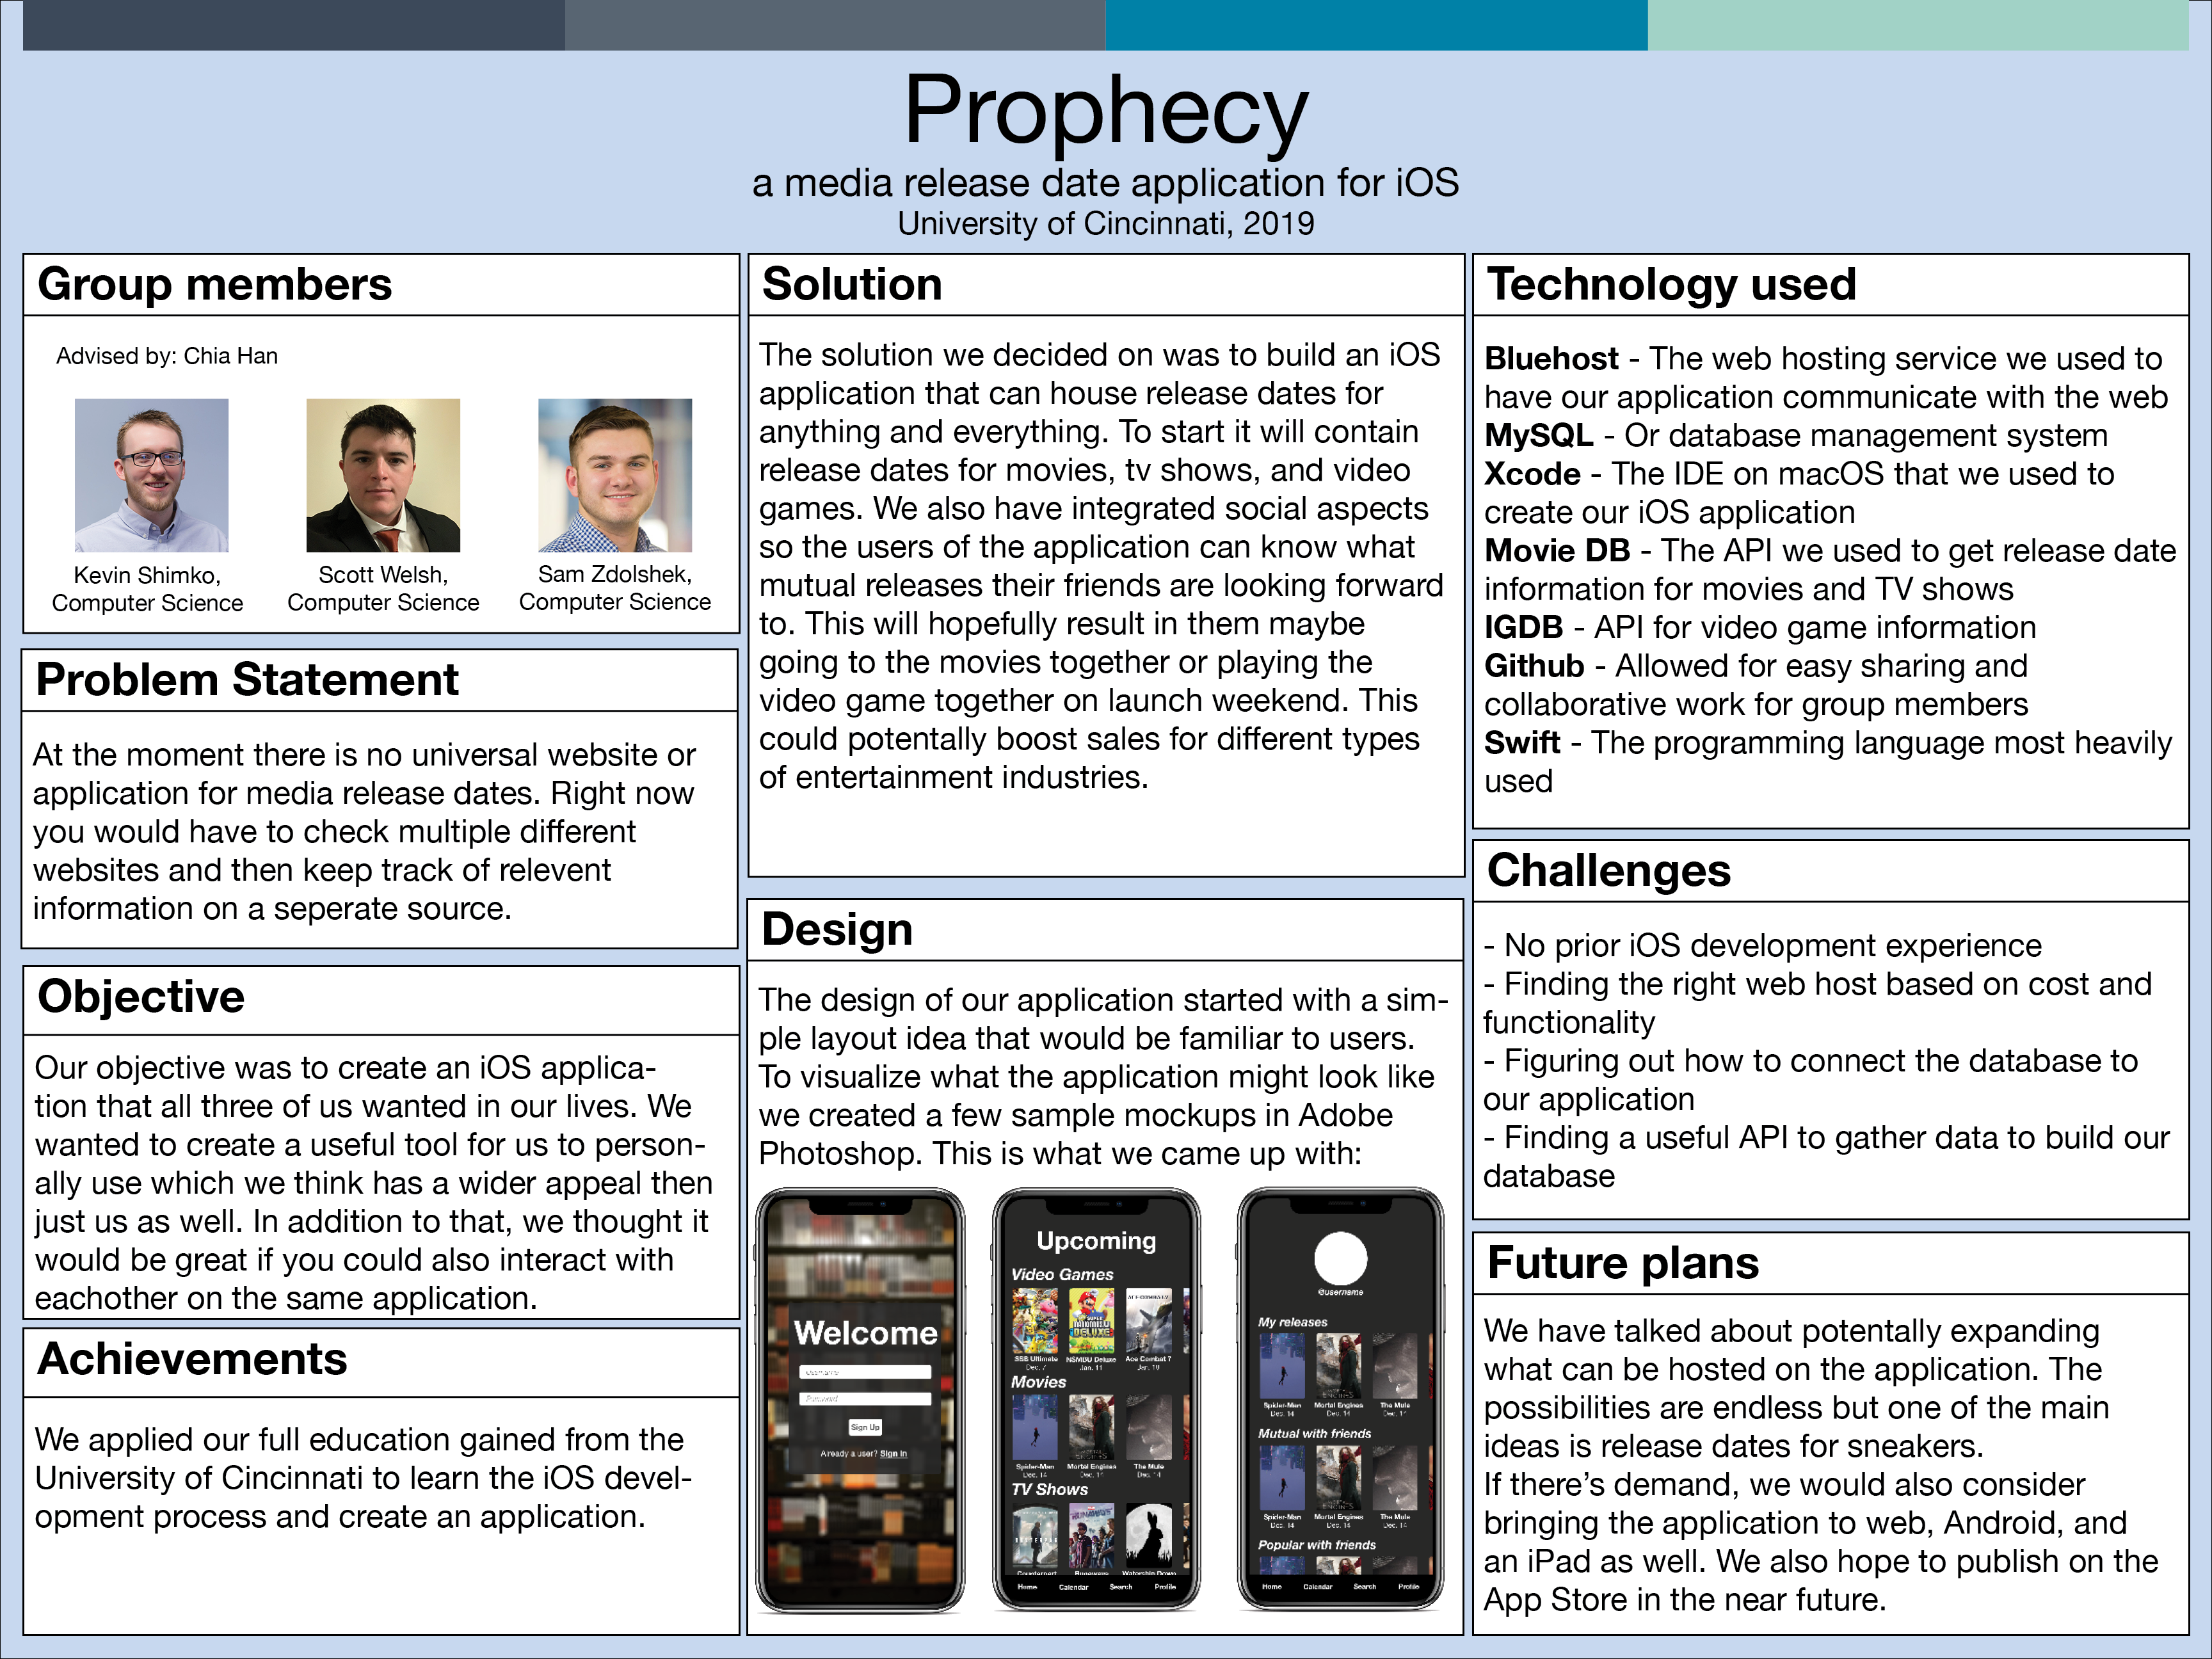 Prophecy
a media release date application for iOS
University of Cincinnati, 2019
Group members
Advised by: Chia Han
Kevin Shimko,
Computer Science
Scott Welsh,
Computer Science
Sam Zdolshek,
Computer Science
Problem Statement
At the moment there is no universal website or
application for media release dates. Right now
you would have to check multiple different
websites and then keep track of relevent
information on a seperate source.
Objective
Our objective was to create an iOS applica-
tion that all three of us wanted in our lives. We
wanted to create a useful tool for us to person-
ally use which we think has a wider appeal then
just us as well. In addition to that, we thought it
would be great if you could also interact with
eachother on the same application.
Achievements
We applied our full education gained from the
University of Cincinnati to learn the iOS devel-
opment process and create an application.
Solution
The solution we decided on was to build an iOS
application that can house release dates for
anything and everything. To start it will contain
release dates for movies, tv shows, and video
games. We also have integrated social aspects
so the users of the application can know what
mutual releases their friends are looking forward
to. This will hopefully result in them maybe
going to the movies together or playing the
video game together on launch weekend. This
could potentially boost sales for different types
of entertainment industries.
Design
The design of our application started with a sim-
ple layout idea that would be familiar to users.
To visualize what the application might look like
we created a few sample mockups in Adobe
Photoshop. This is what we came up with:
Welcome
Username
Password
Sign Up
Already a user? Sign In
Upcoming
Video Games
SSB Ultimate NSMBU Deluxe Ace Combat 7
Dec. 7 Jan. 11 Jan. 18
Movies
Spider-Man Mortal Engines The Mule
Dec. 14 Dec. 14 Dec. 14
TV Shows
Counterpart Runaways Watership Down
Home Calendar Search Profile
@username
My releases
Spider-Man Mortal Engines The Mule
Dec. 14 Dec. 14 Dec. 14
Mutual with friends
Spider-Man Mortal Engines The Mule
Dec. 14 Dec. 14 Dec. 14
Popular with friends
Home Calendar Search Profile
Technology used
Bluehost - The web hosting service we used to
have our application communicate with the web
MySQL - Or database management system
Xcode - The IDE on macOS that we used to
create our iOS application
Movie DB - The API we used to get release date
information for movies and TV shows
IGDB - API for video game information
Github - Allowed for easy sharing and
collaborative work for group members
Swift - The programming language most heavily
used
Challenges
- No prior iOS development experience
- Finding the right web host based on cost and
functionality
- Figuring out how to connect the database to
our application
- Finding a useful API to gather data to build our
database
Future plans
We have talked about potentially expanding
what can be hosted on the application. The
possibilities are endless but one of the main
ideas is release dates for sneakers.
If there’s demand, we would also consider
bringing the application to web, Android, and
an iPad as well. We also hope to publish on the
App Store in the near future.